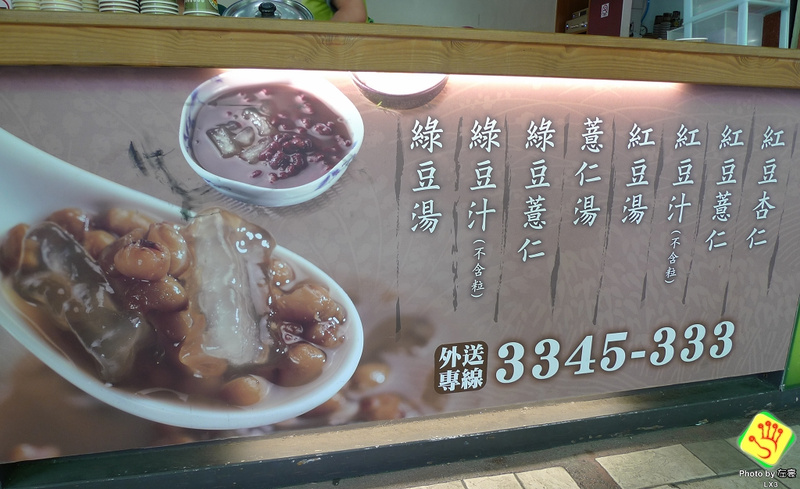 紅豆杏仁
紅豆薏仁
紅豆汁(不含粒)
紅豆湯
薏仁湯
綠豆薏仁
綠豆汁(不含粒)
綠豆湯
外送專線 3345-333
Photo by 左豪
LX3